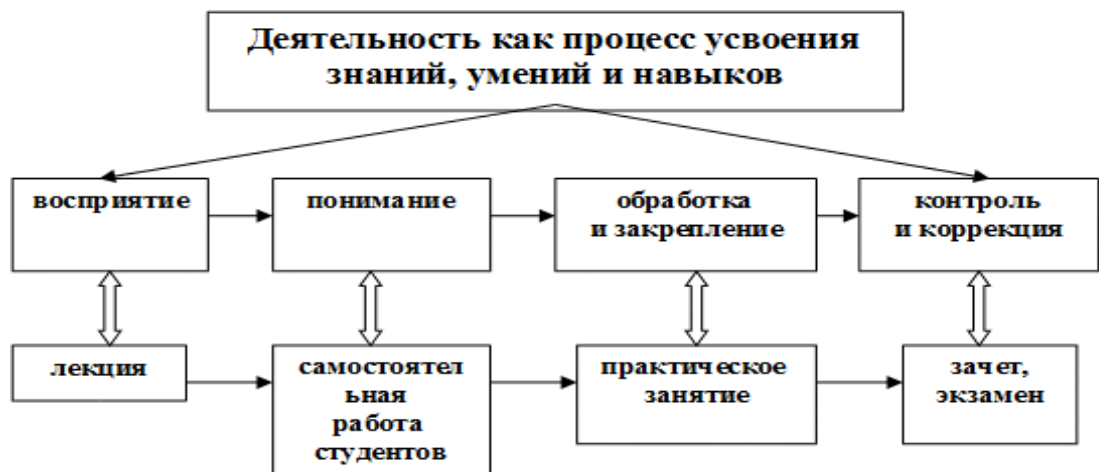 Деятельность как процесс усвоения
знаний, умений и навыков
восприятие
понимание
обработка
и закрепление
контроль
и коррекция
лекция
самостоятел
ьная
работа
студентов
практическое
занятие
зачет,
экзамен